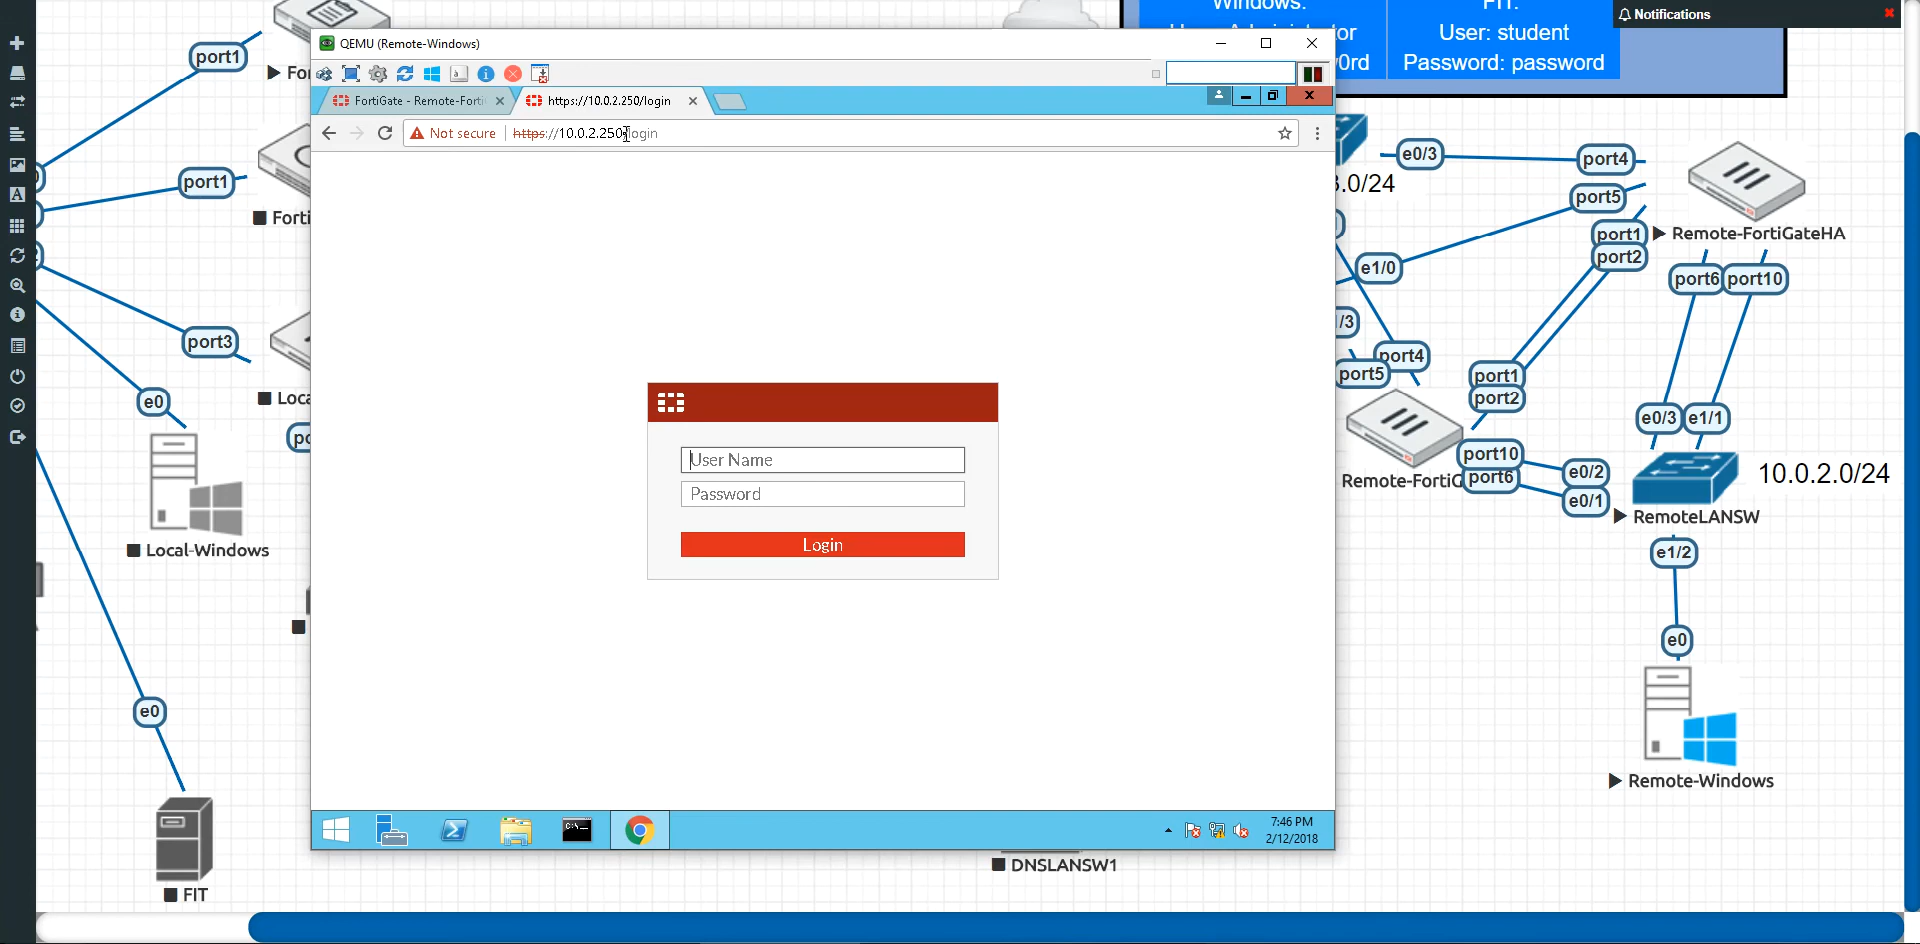 Windows:
FIT:
User: student
Password: password
Notifications
QEMU (Remote-Windows)
FortiGate - Remote-Forti
https://10.0.2.250/login
Not secure
https://10.0.2.250/login
User Name
Password
Login
7:46 PM
2/12/2018
port1
port1
port3
e0
Local-Windows
e0
FIT
DNSLANSW1
e0/3
port4
port5
port1
port2
Remote-FortiGateHA
e1/0
port6
port10
port4
port5
port1
port2
e0/3
e1/1
port10
port6
e0/2
e0/1
10.0.2.0/24
RemoteLANSW
e1/2
e0
Remote-Windows